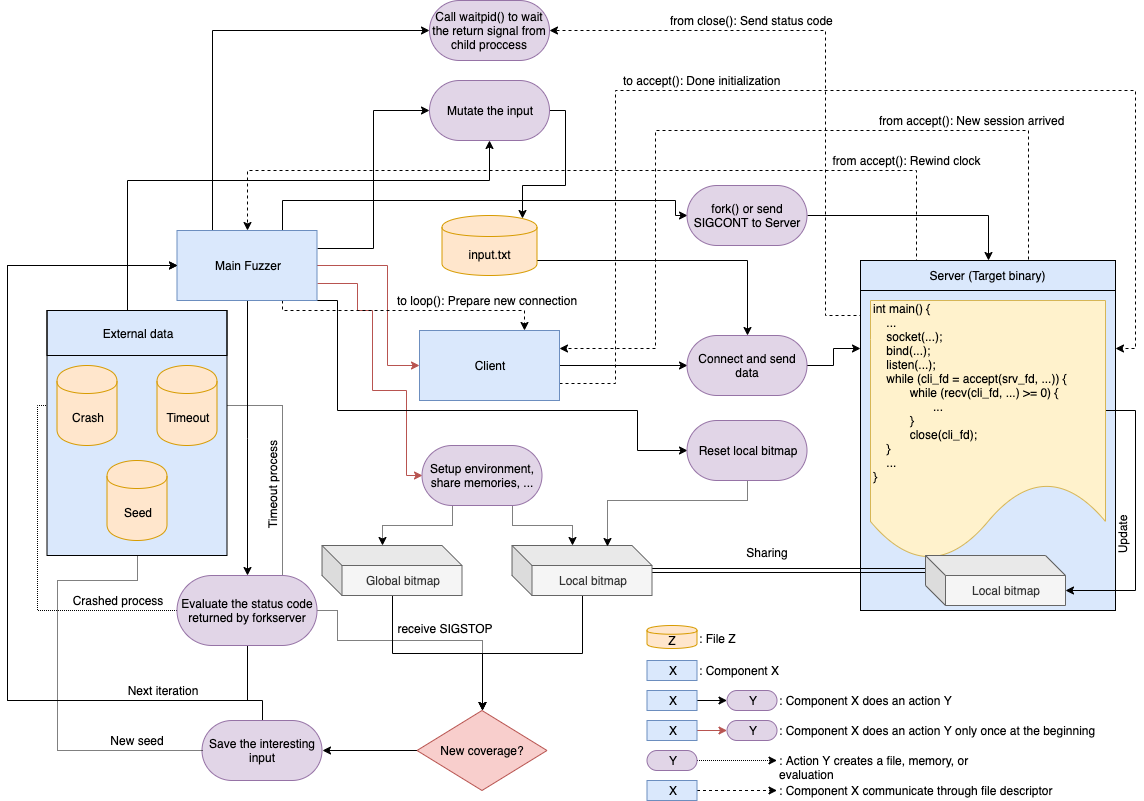 Call waitpid() to wait
the return signal from
child proccess
from close(): Send status code
to accept(): Done initialization
Mutate the input
from accept(): New session arrived
from accept(): Rewind clock
fork() or send
SIGCONT to Server
input.txt
Main Fuzzer
Server (Target binary)
to loop(): Prepare new connection
int main() {
...
socket(...);
bind(...);
listen(...);
while (cli_fd = accept(srv_fd, ...)) {
while (recv(cli_fd, ...) >= 0) {
...
}
close(cli_fd);
}
...
}
External data
Client
Connect and send
data
Crash
Timeout
Seed
Timeout process
Reset local bitmap
Setup environment,
share memories, ...
Update
Sharing
Global bitmap
Local bitmap
Local bitmap
Crashed process
Evaluate the status code
returned by forkserver
receive SIGSTOP
Next iteration
New seed
Save the interesting
input
New coverage?
Z : File Z
X : Component X
X Y : Component X does an action Y
X Y : Component X does an action Y only once at the beginning
Y : Action Y creates a file, memory, or
evaluation
X : Component X communicate through file descriptor